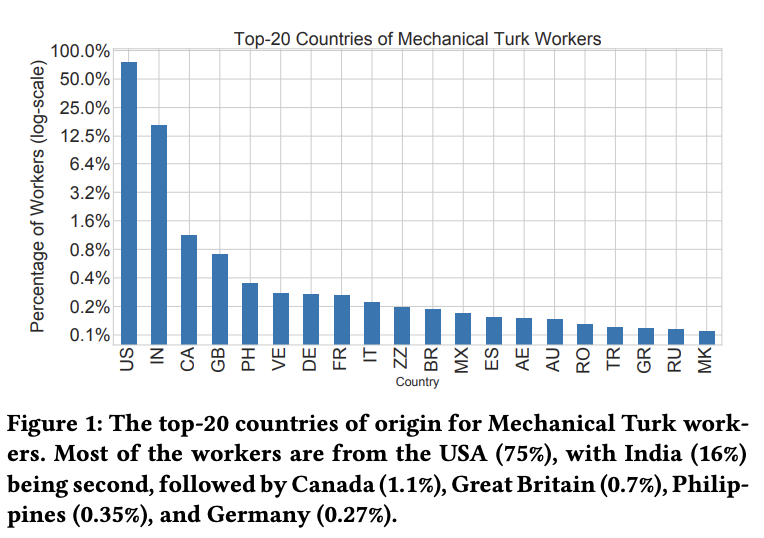 Top-20 Countries of Mechanical Turk Workers
Percentage of Workers (log-scale)
100.0%
50.0%
25.0%
12.5%
6.4%
3.2%
1.6%
0.8%
0.4%
0.2%
0.1%
US IN CA GB PH VE DE FR IT ZZ BR MX ES AE AU RO TR GR RU MK
Country
Figure 1: The top-20 countries of origin for Mechanical Turk work-
ers. Most of the workers are from the USA (75%), with India (16%)
being second, followed by Canada (1.1%), Great Britain (0.7%), Philip-
pines (0.35%), and Germany (0.27%).